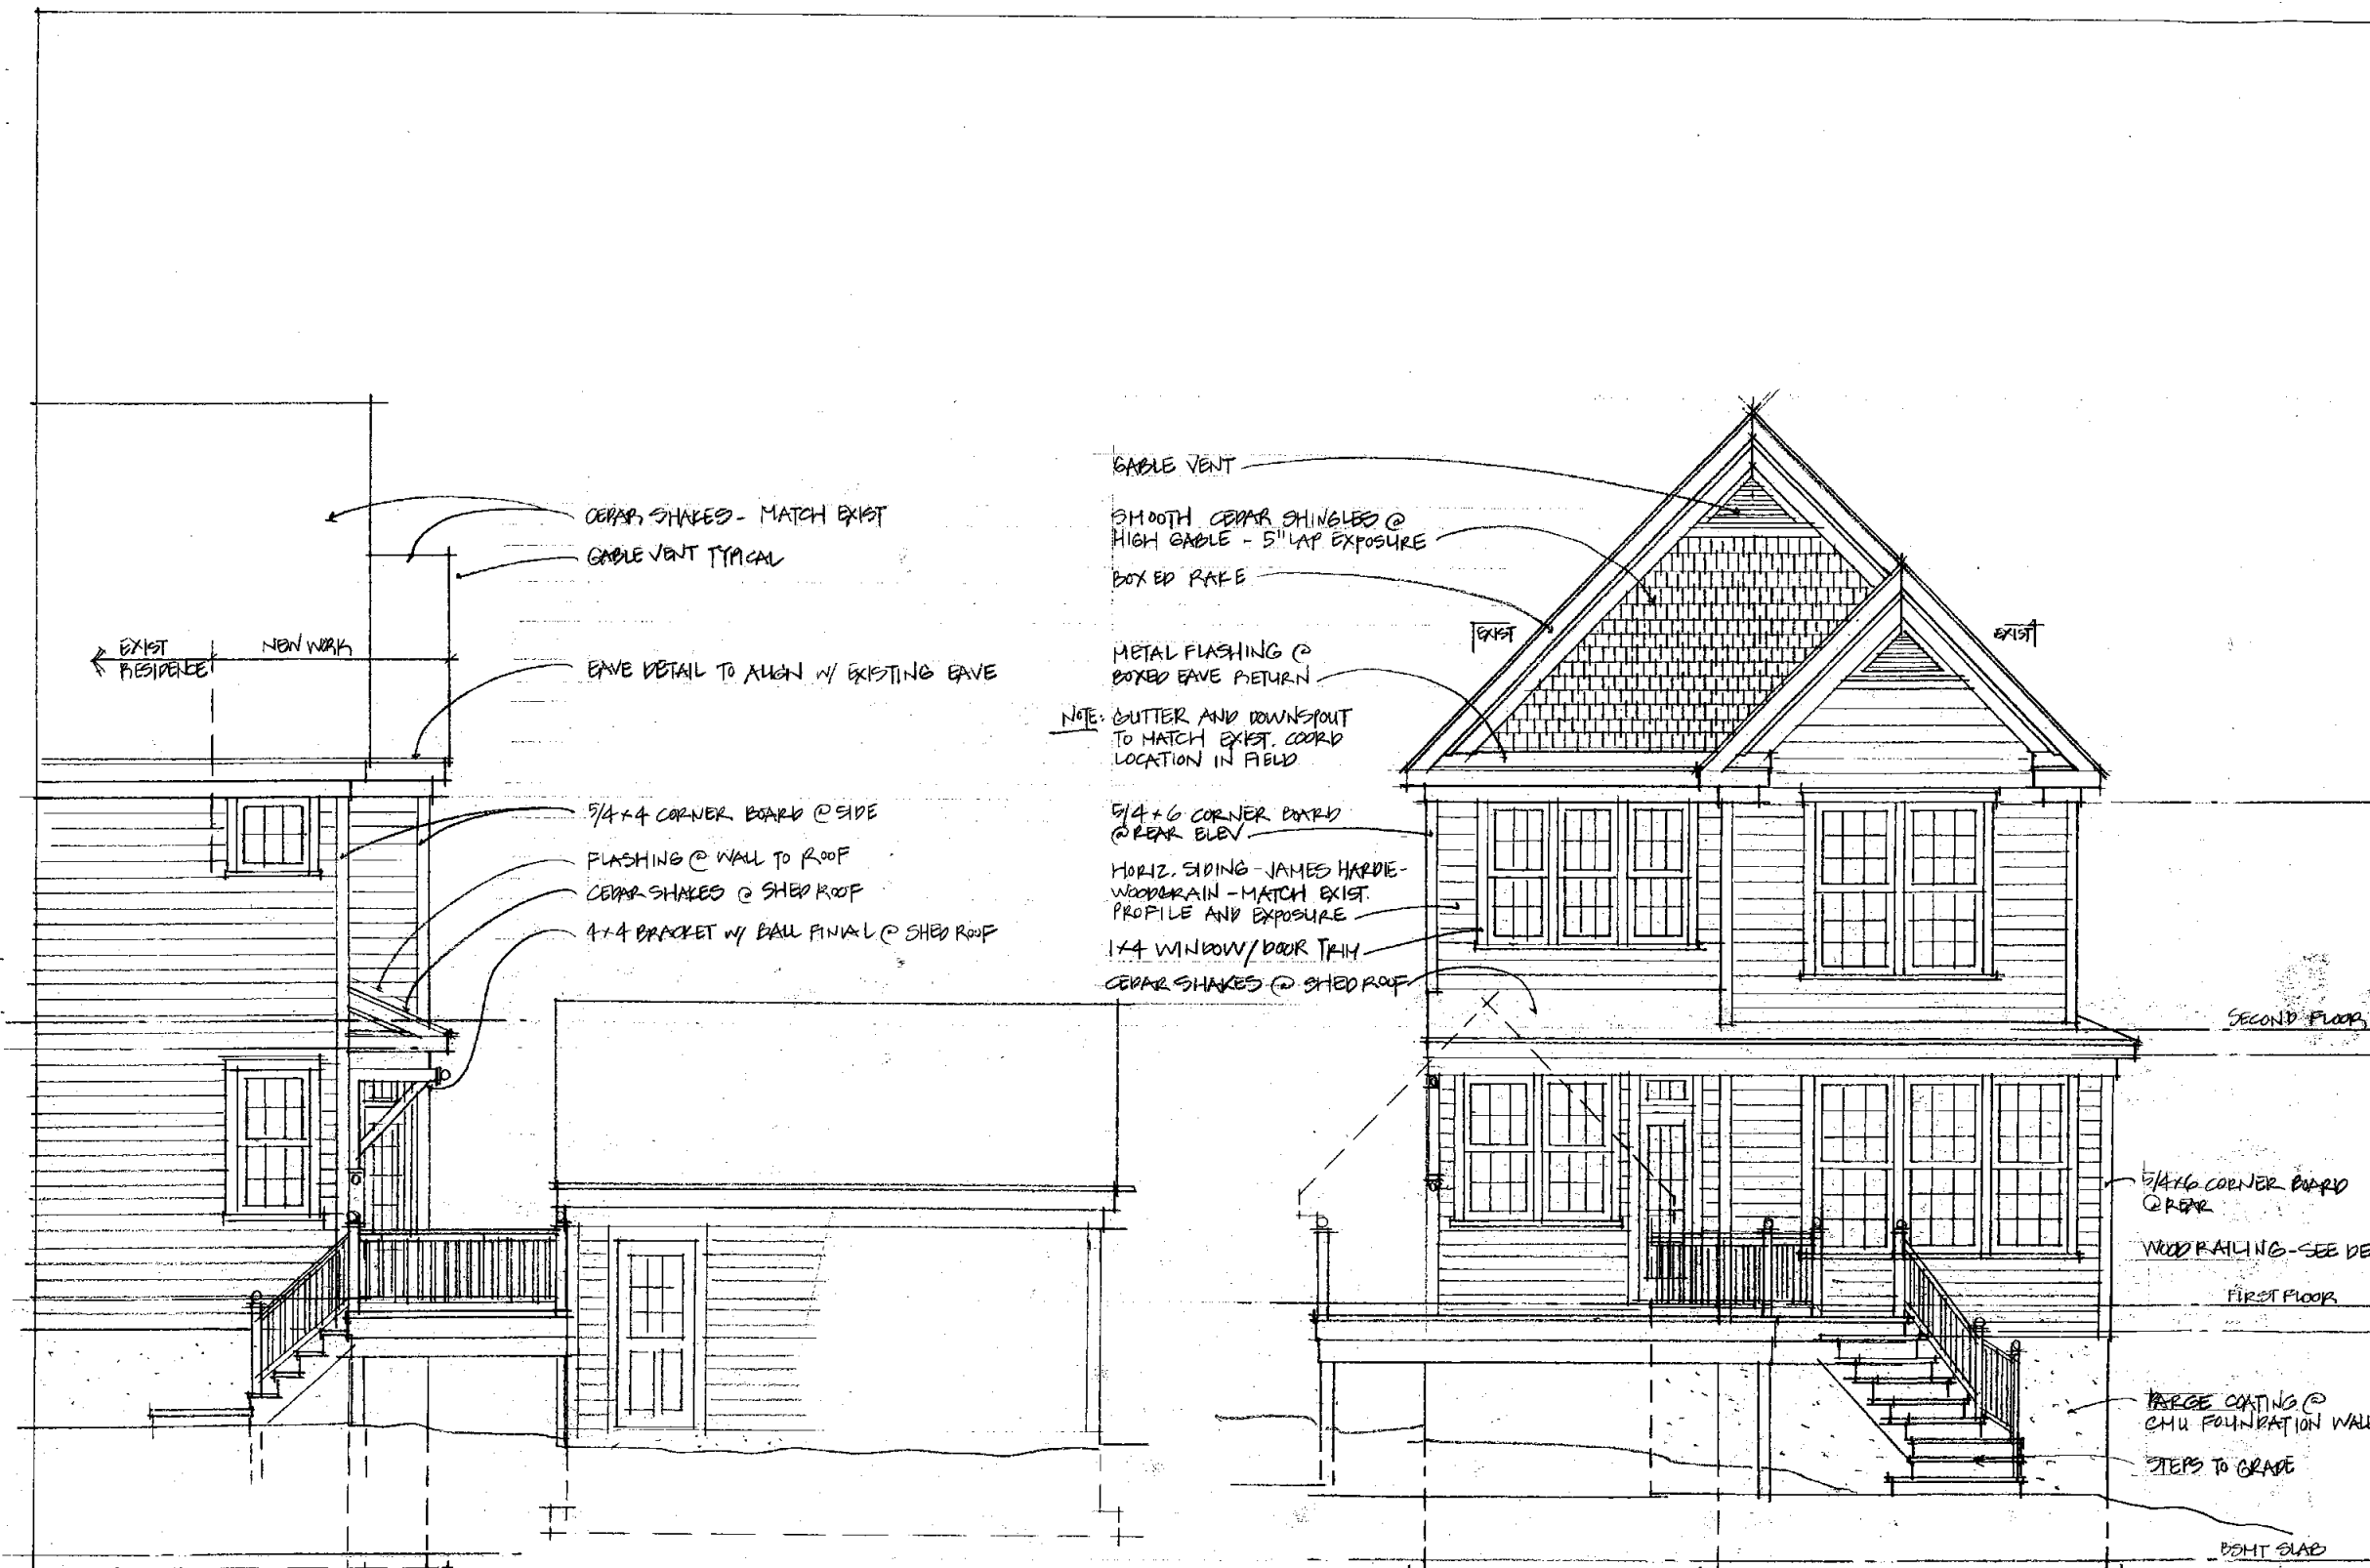 CEDAR SHAKES - MATCH EXIST
GABLE VENT TYPICAL
EXIST
RESIDENCE
NEW WORK
EAVE DETAIL TO ALIGN W/ EXISTING EAVE
5/4x4 CORNER BOARD @ SIDE
FLASHING @ WALL TO ROOF
CEDAR SHAKES @ SHED ROOF
4x4 BRACKET W/ BALL FINIAL @ SHED ROOF
GABLE VENT
SMOOTH CEDAR SHINGLES @
HIGH GABLE - 5" LAP EXPOSURE
BOXED RAKE
EXIST
EXIST
METAL FLASHING @
BOXED EAVE RETURN
NOTE: GUTTER AND DOWNSPOUT
TO MATCH EXIST. COORD
LOCATION IN FIELD
5/4x6 CORNER BOARD
@ REAR ELEV
HORIZ. SIDING - JAMES HARDIE -
WOODGRAIN - MATCH EXIST.
PROFILE AND EXPOSURE
1x4 WINDOW/DOOR TRIM
CEDAR SHAKES @ SHED ROOF
SECOND FLOOR
5/4x6 CORNER BOARD
@ REAR
WOOD RAILING - SEE DE
FIRST FLOOR
PARGE COATING @
CMU FOUNDATION WALL
STEPS TO GRADE
BSMT SLAB